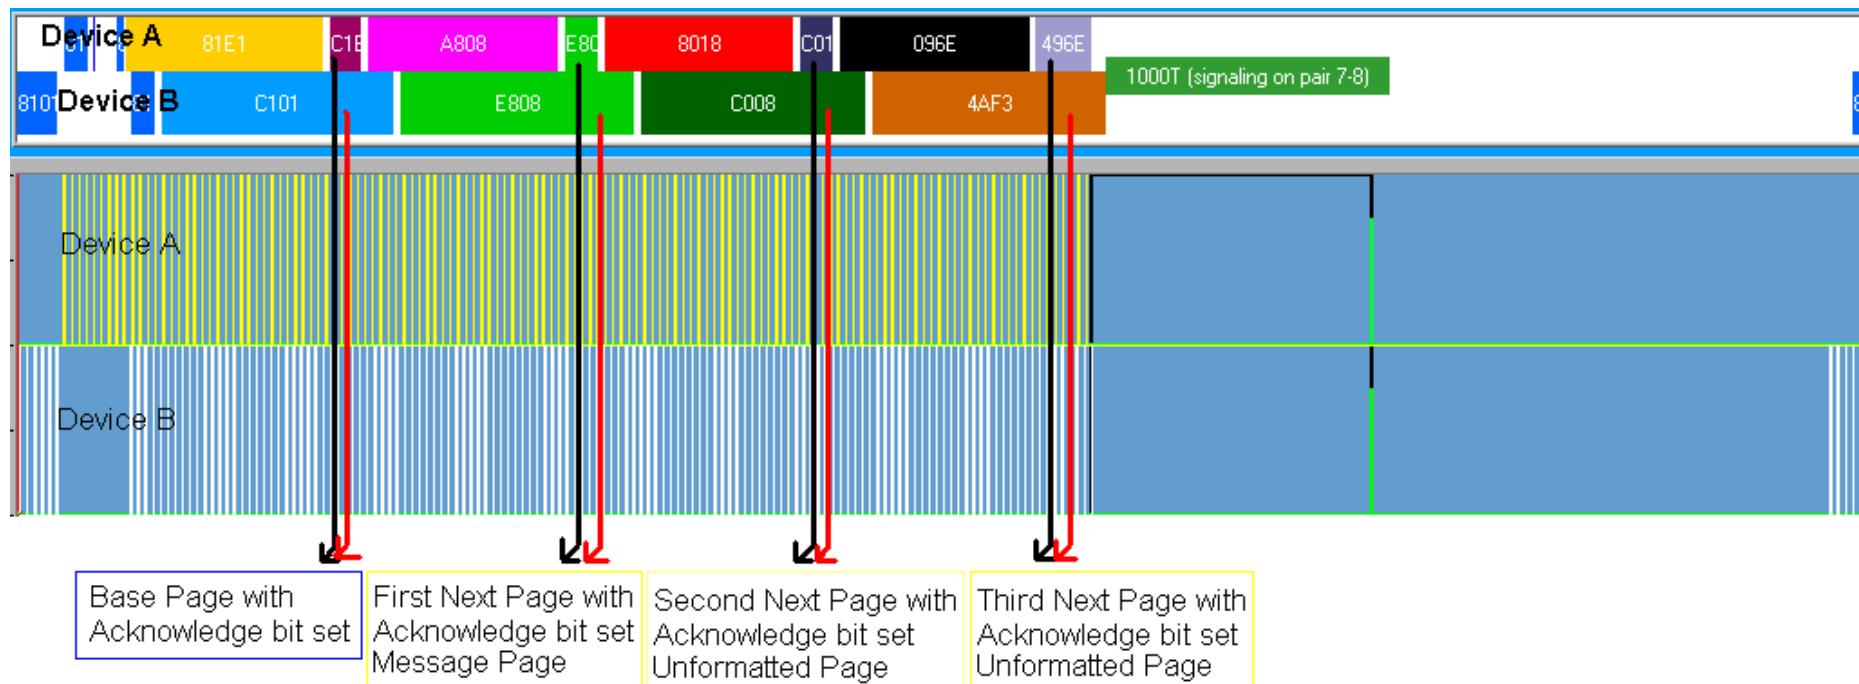 Device A
81E1
C1E
A808
E80
8018
C01
096E
496E
1000T (signaling on pair 7-8)
8101
Device B
C101
E808
C008
4AF3
Device A
Device B
Base Page with
Acknowledge bit set
First Next Page with
Acknowledge bit set
Message Page
Second Next Page with
Acknowledge bit set
Unformatted Page
Third Next Page with
Acknowledge bit set
Unformatted Page